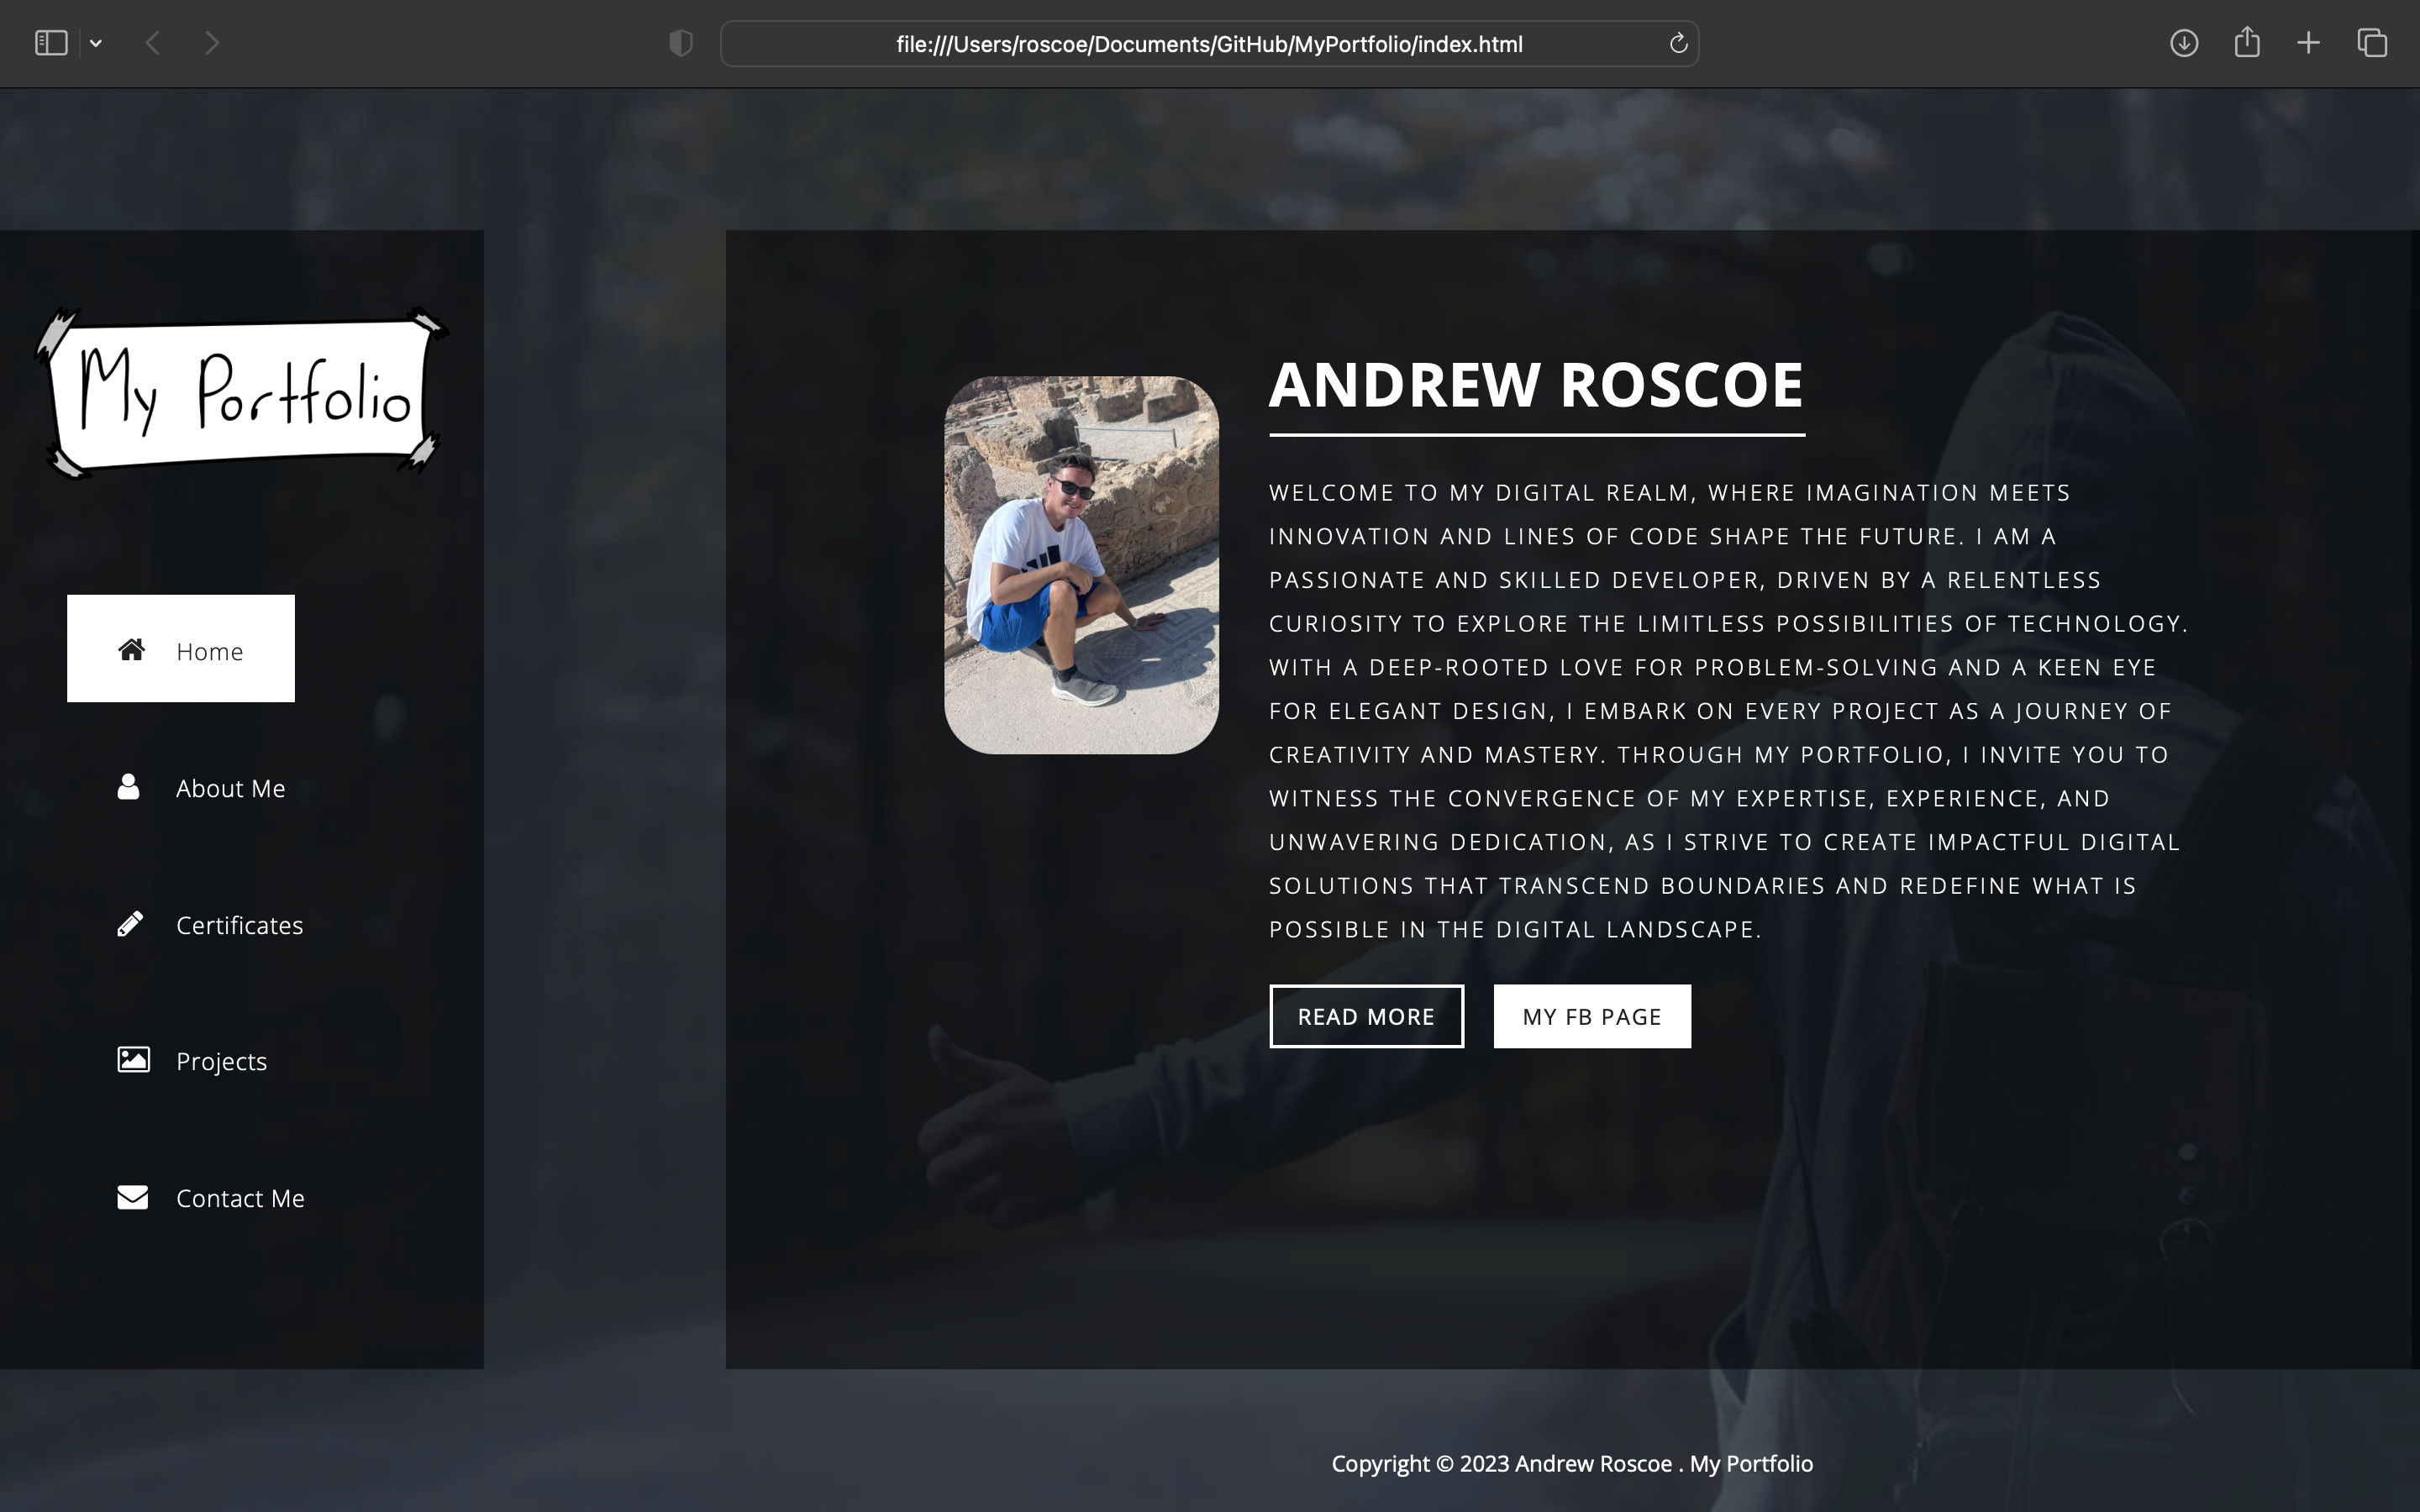 file:///Users/roscoe/Documents/GitHub/MyPortfolio/index.html
My Portfolio
Home
About Me
Certificates
Projects
Contact Me
ANDREW ROSCOE
WELCOME TO MY DIGITAL REALM, WHERE IMAGINATION MEETS
INNOVATION AND LINES OF CODE SHAPE THE FUTURE. I AM A
PASSIONATE AND SKILLED DEVELOPER, DRIVEN BY A RELENTLESS
CURIOSITY TO EXPLORE THE LIMITLESS POSSIBILITIES OF TECHNOLOGY.
WITH A DEEP-ROOTED LOVE FOR PROBLEM-SOLVING AND A KEEN EYE
FOR ELEGANT DESIGN, I EMBARK ON EVERY PROJECT AS A JOURNEY OF
CREATIVITY AND MASTERY. THROUGH MY PORTFOLIO, I INVITE YOU TO
WITNESS THE CONVERGENCE OF MY EXPERTISE, EXPERIENCE, AND
UNWAVERING DEDICATION, AS I STRIVE TO CREATE IMPACTFUL DIGITAL
SOLUTIONS THAT TRANSCEND BOUNDARIES AND REDEFINE WHAT IS
POSSIBLE IN THE DIGITAL LANDSCAPE.
READ MORE
MY FB PAGE
Copyright © 2023 Andrew Roscoe . My Portfolio